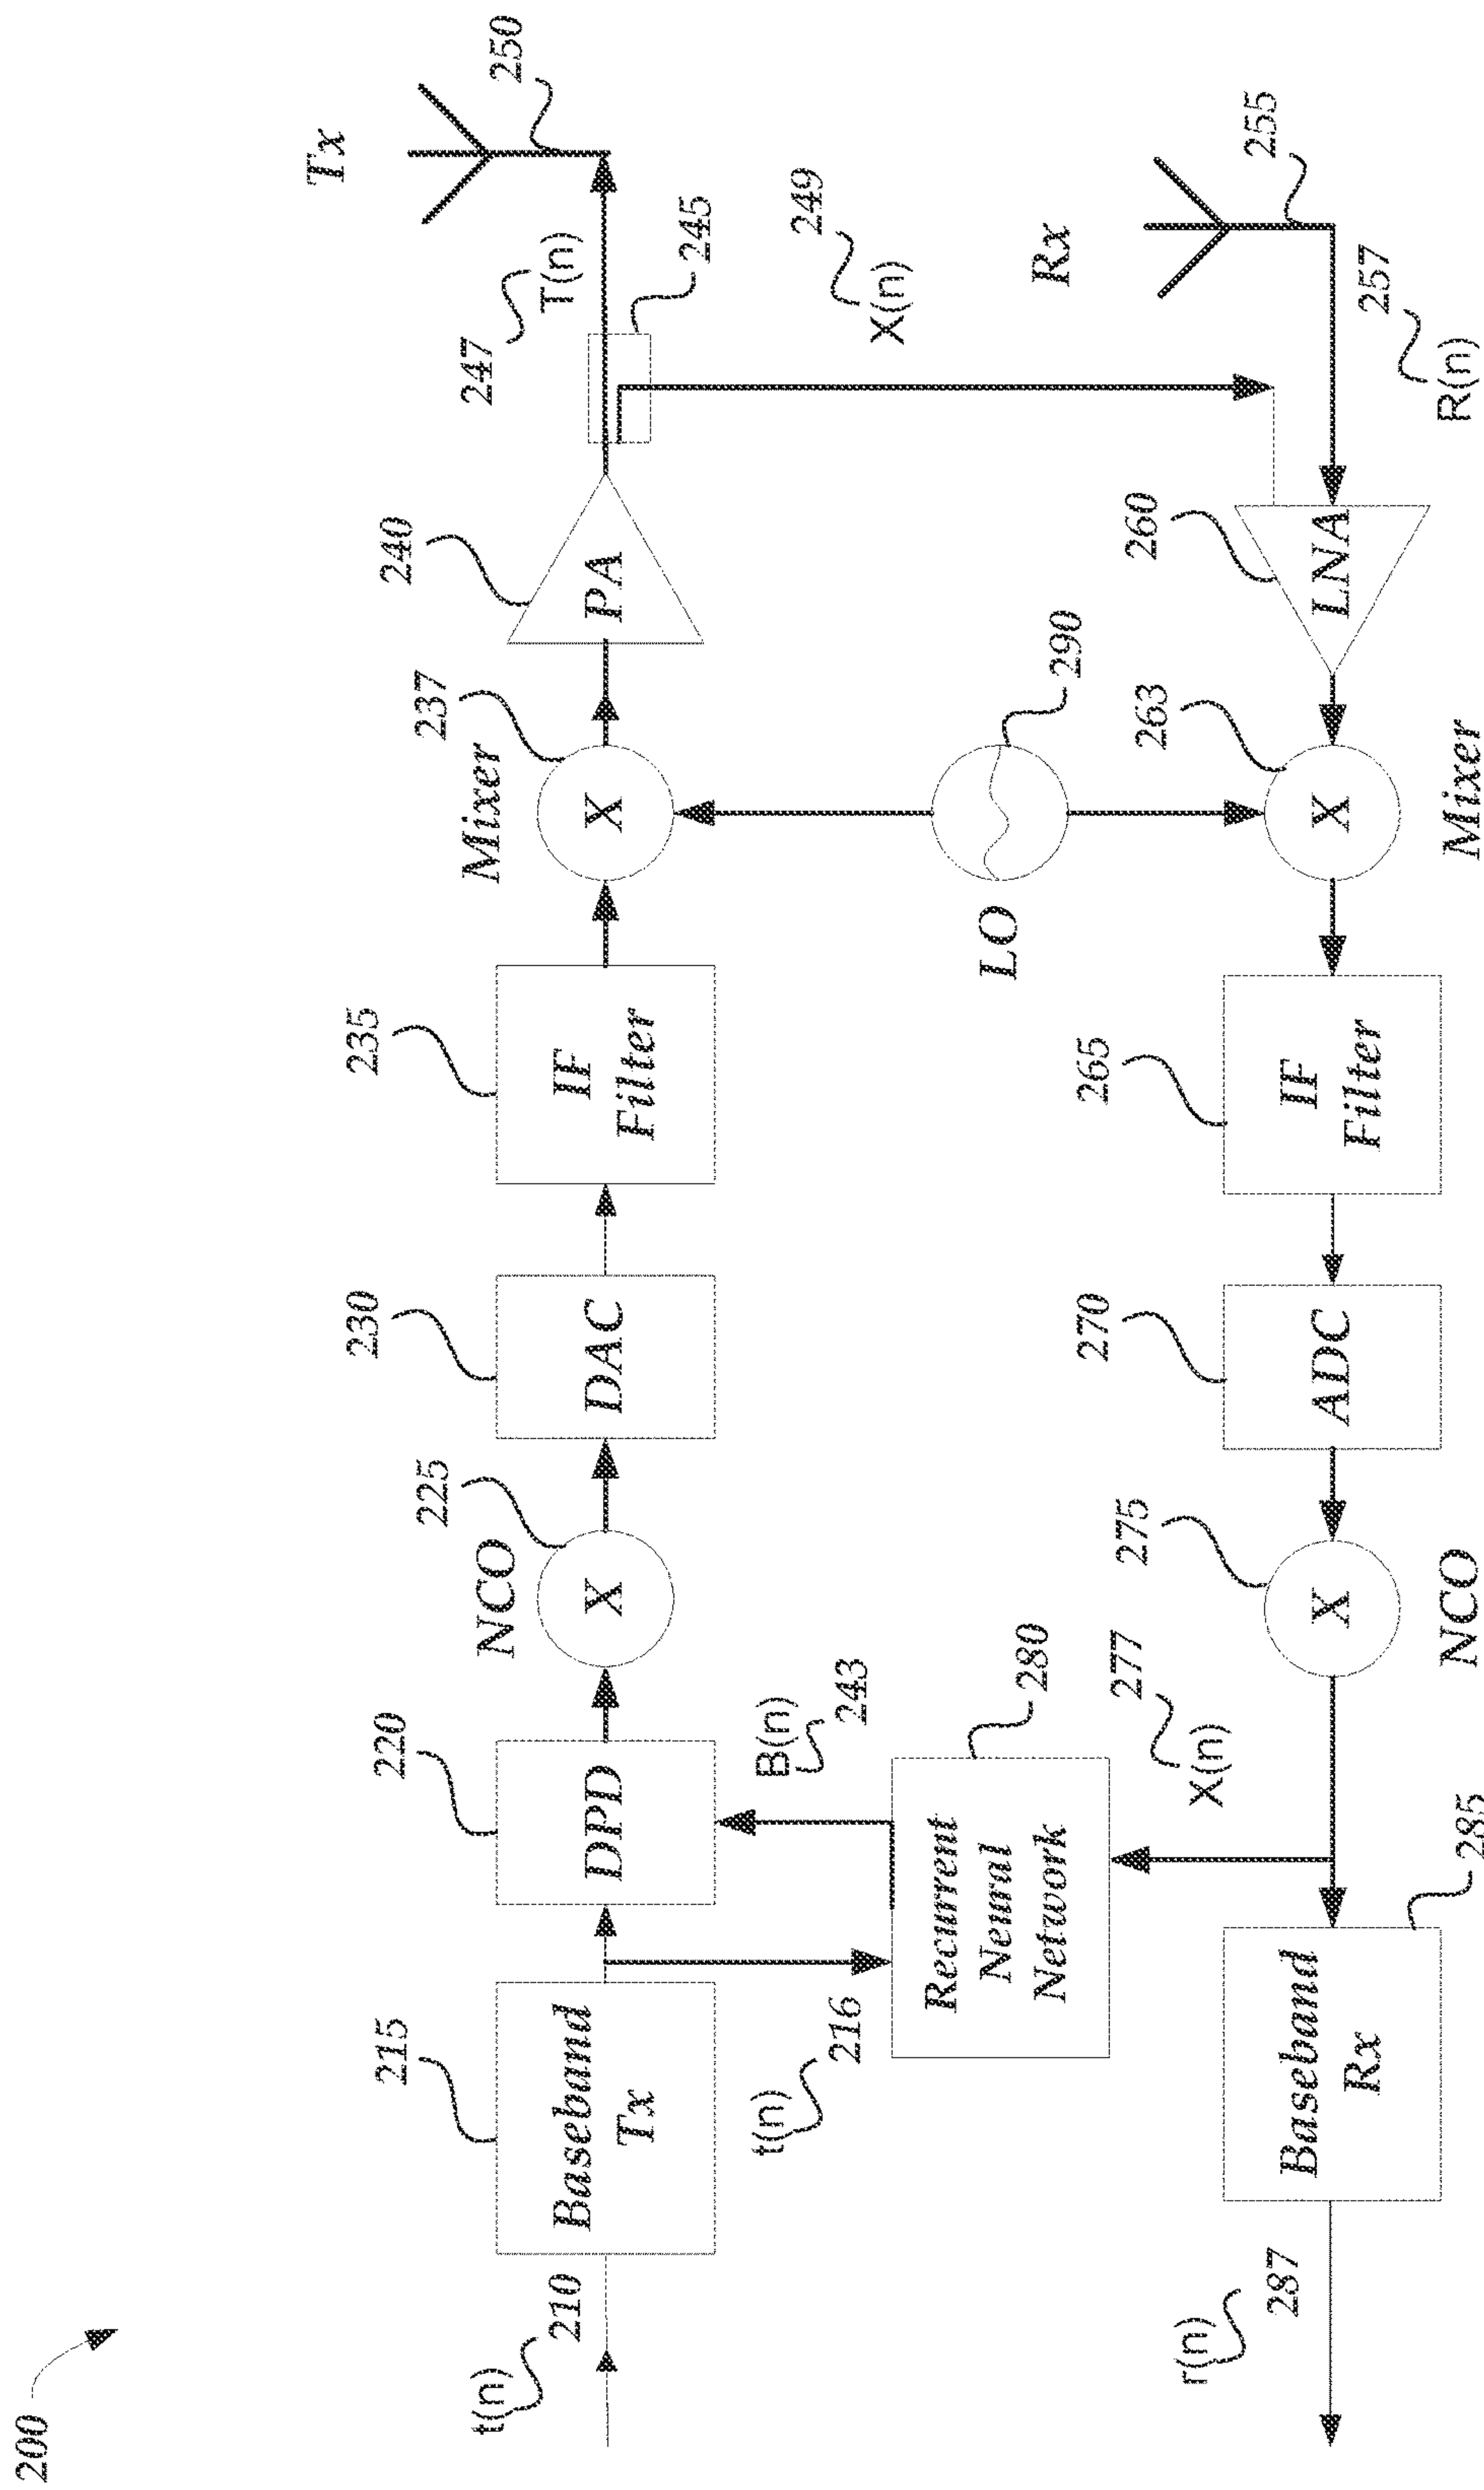 200
t(n)
210
215
Baseband
Tx
t(n)
216
220
DPD
B(n)
243
NCO
225
X
230
DAC
235
IF
Filter
Mixer
237
X
240
PA
247
T(n)
245
Tx
250
X(n)
249
LO
290
Recurrent
Neural
Network
280
Rx
255
257
R(n)
260
LNA
263
X
Mixer
265
IF
Filter
270
ADC
275
X
NCO
277
X(n)
285
Baseband
Rx
r(n)
287